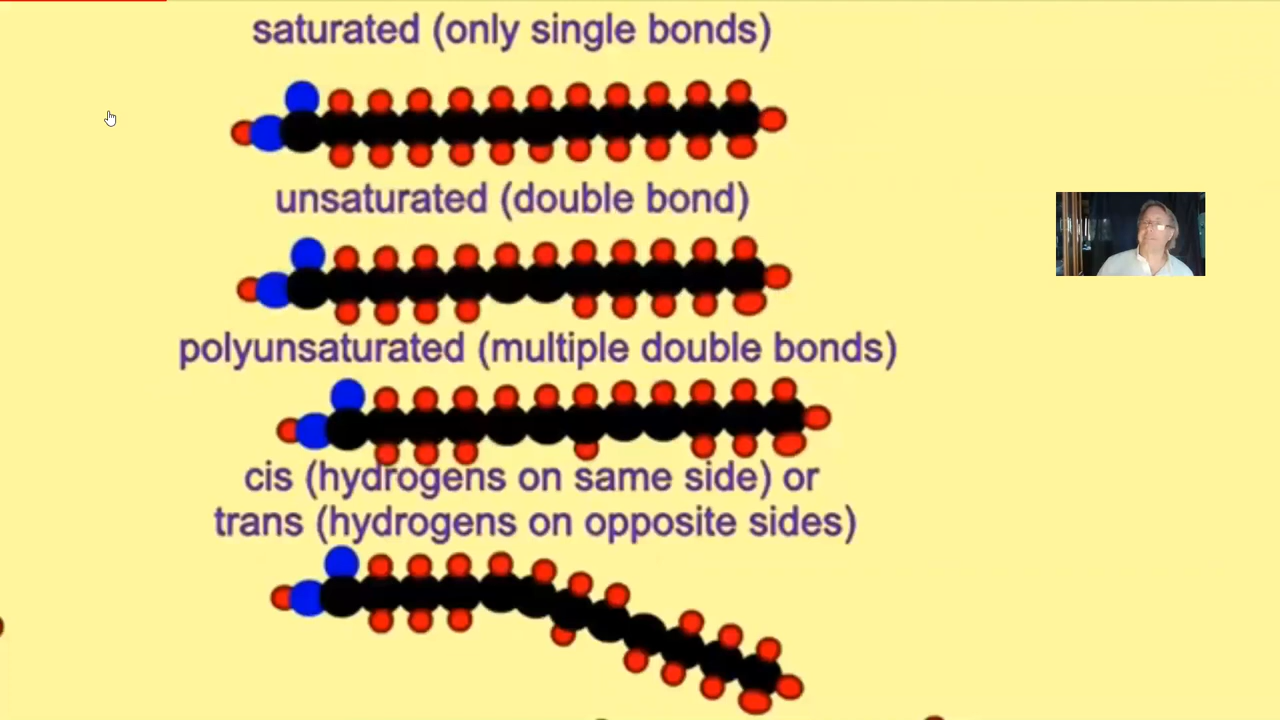 saturated (only single bonds)
unsaturated (double bond)
polyunsaturated (multiple double bonds)
cis (hydrogens on same side) or
trans (hydrogens on opposite sides)